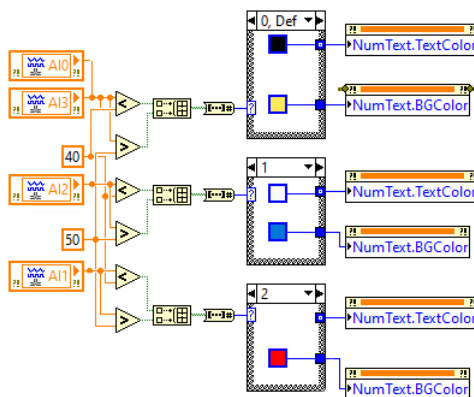 0, Def
NumText.TextColor
AI0
AI3
NumText.BGColor
40
1
NumText.TextColor
AI2
50
NumText.BGColor
AI1
2
NumText.TextColor
NumText.BGColor